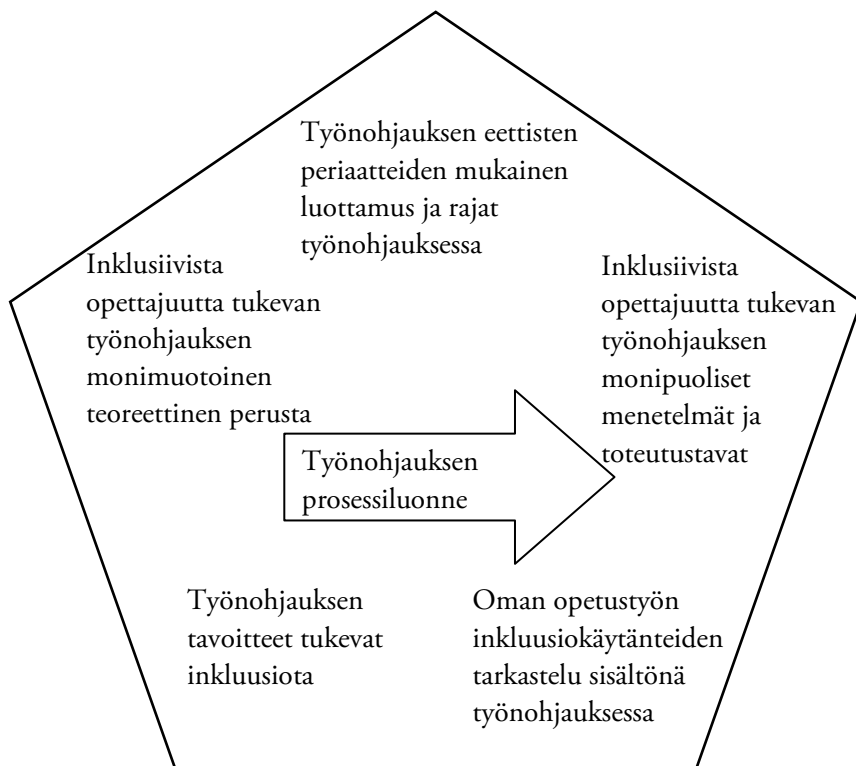 Työnohjauksen eettisten
periaatteiden mukainen
luottamus ja rajat
työnohjauksessa
Inklusiivista
opettajuutta tukevan
työnohjauksen
monimuotoinen
teoreettinen perusta
Inklusiivista
opettajuutta tukevan
työnohjauksen
monipuoliset
menetelmät ja
toteutustavat
Työnohjauksen
prosessiluonne
Työnohjauksen
tavoitteet tukevat
inkluusiota
Oman opetustyön
inkluusiokäytänteiden
tarkastelu sisältönä
työnohjauksessa